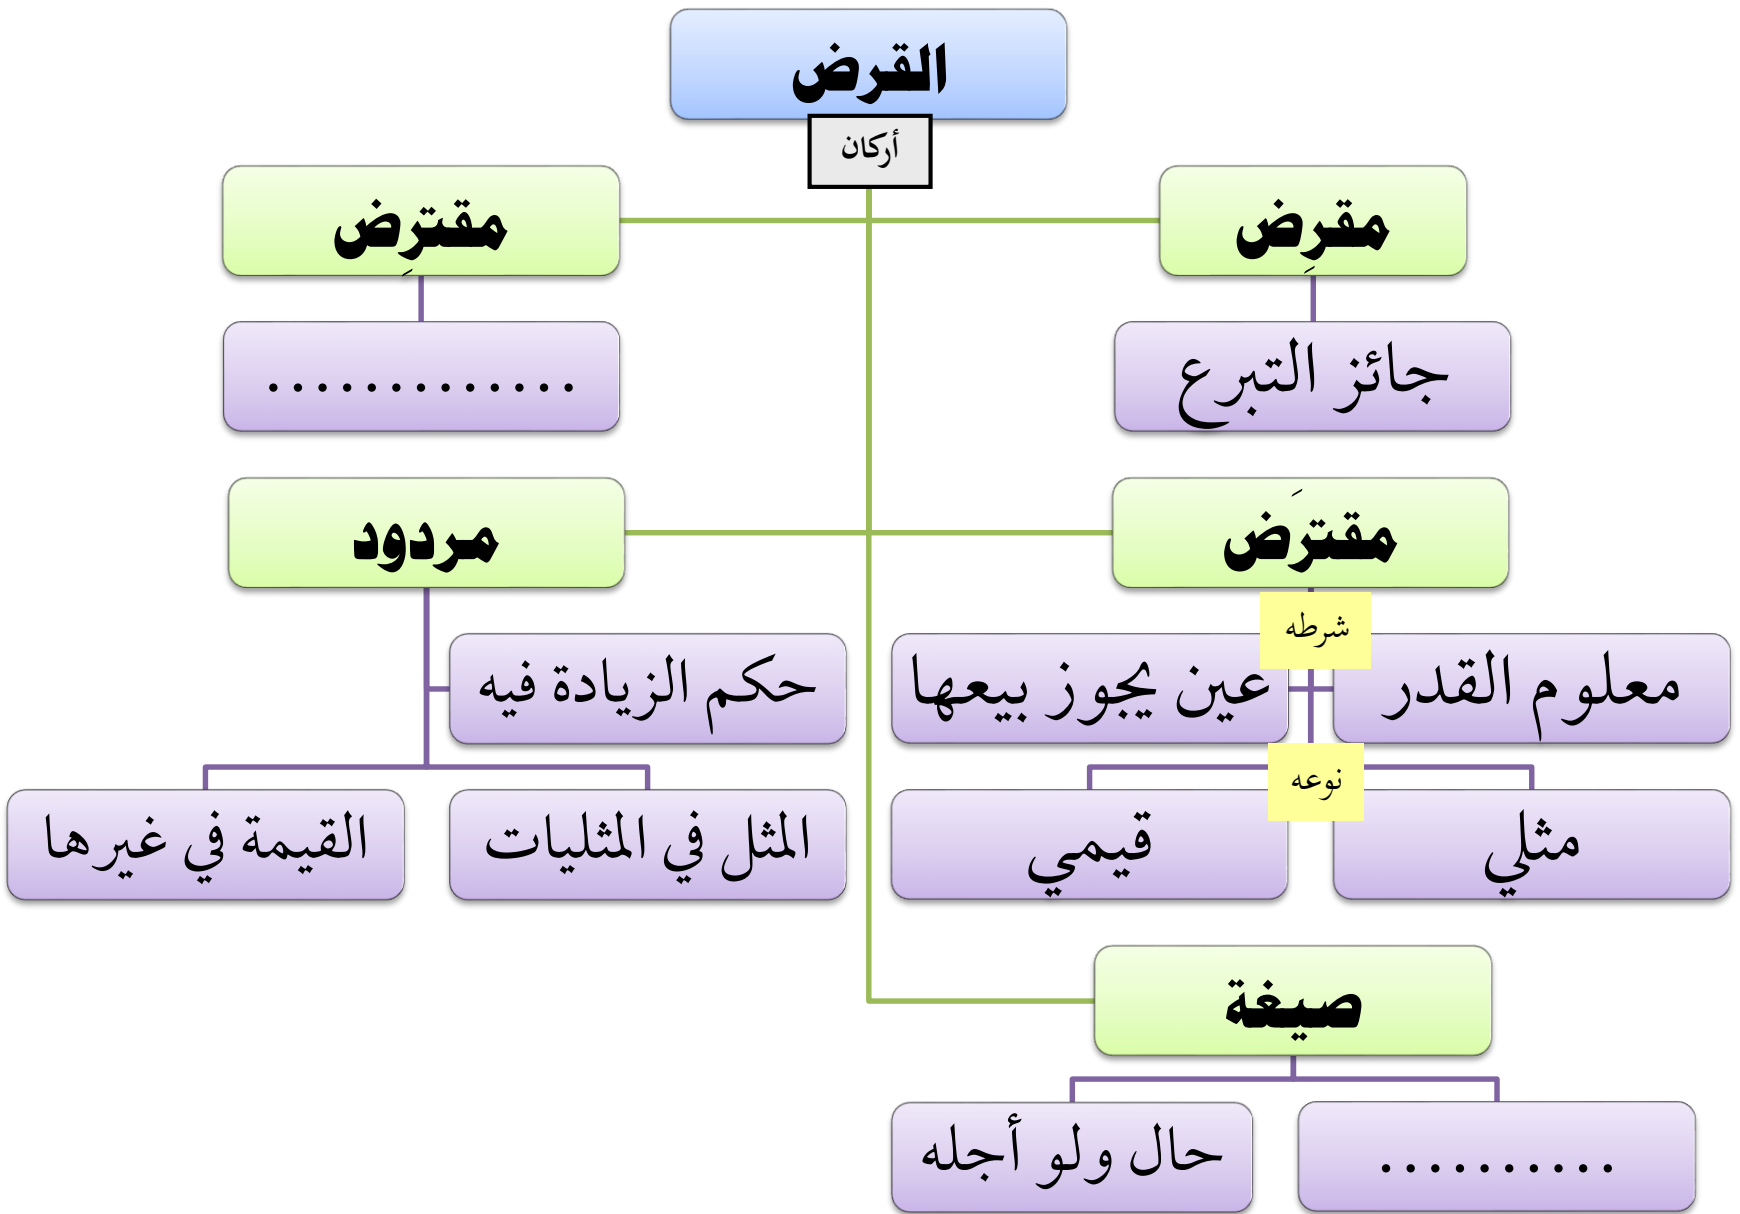 القرض
أركان
مقرِض
مقترِض
جائز التبرع
.............
مقترَض
مردود
شرطه
معلوم القدر
عين يجوز بيعها
حكم الزيادة فيه
نوعه
مثلي
قيمي
المثل في المثليات
القيمة في غيرها
صيغة
..........
حال ولو أجله